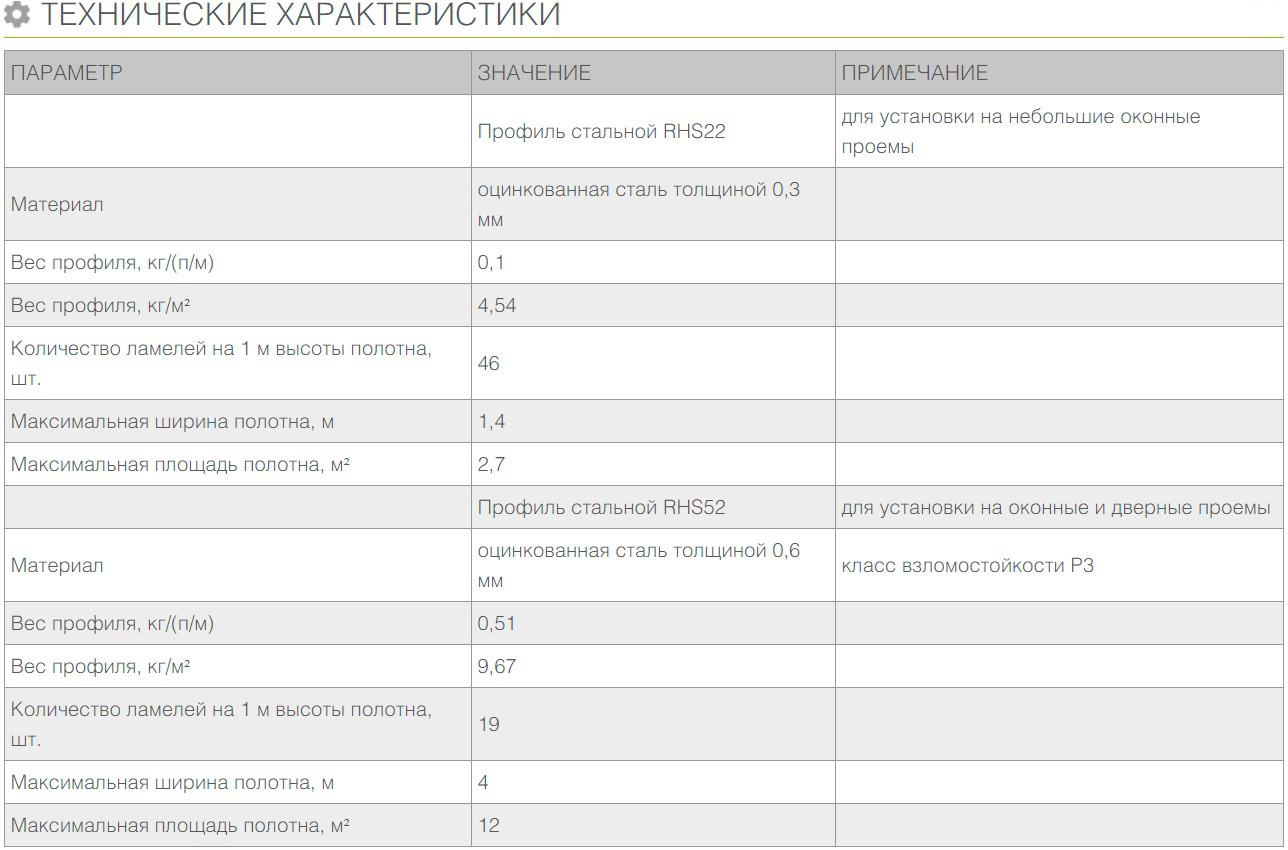 ТЕХНИЧЕСКИЕ ХАРАКТЕРИСТИКИ
ПАРАМЕТР ЗНАЧЕНИЕ ПРИМЕЧАНИЕ
Профиль стальной RHS22 для установки на небольшие оконные
проемы
Материал оцинкованная сталь толщиной 0,3
мм
Вес профиля, кг/(п/м) 0,1
Вес профиля, кг/м² 4,54
Количество ламелей на 1 м высоты полотна,
шт. 46
Максимальная ширина полотна, м 1,4
Максимальная площадь полотна, м² 2,7
Профиль стальной RHS52 для установки на оконные и дверные проемы
Материал оцинкованная сталь толщиной 0,6
мм класс взломостойкости Р3
Вес профиля, кг/(п/м) 0,51
Вес профиля, кг/м² 9,67
Количество ламелей на 1 м высоты полотна,
шт. 19
Максимальная ширина полотна, м 4
Максимальная площадь полотна, м² 12